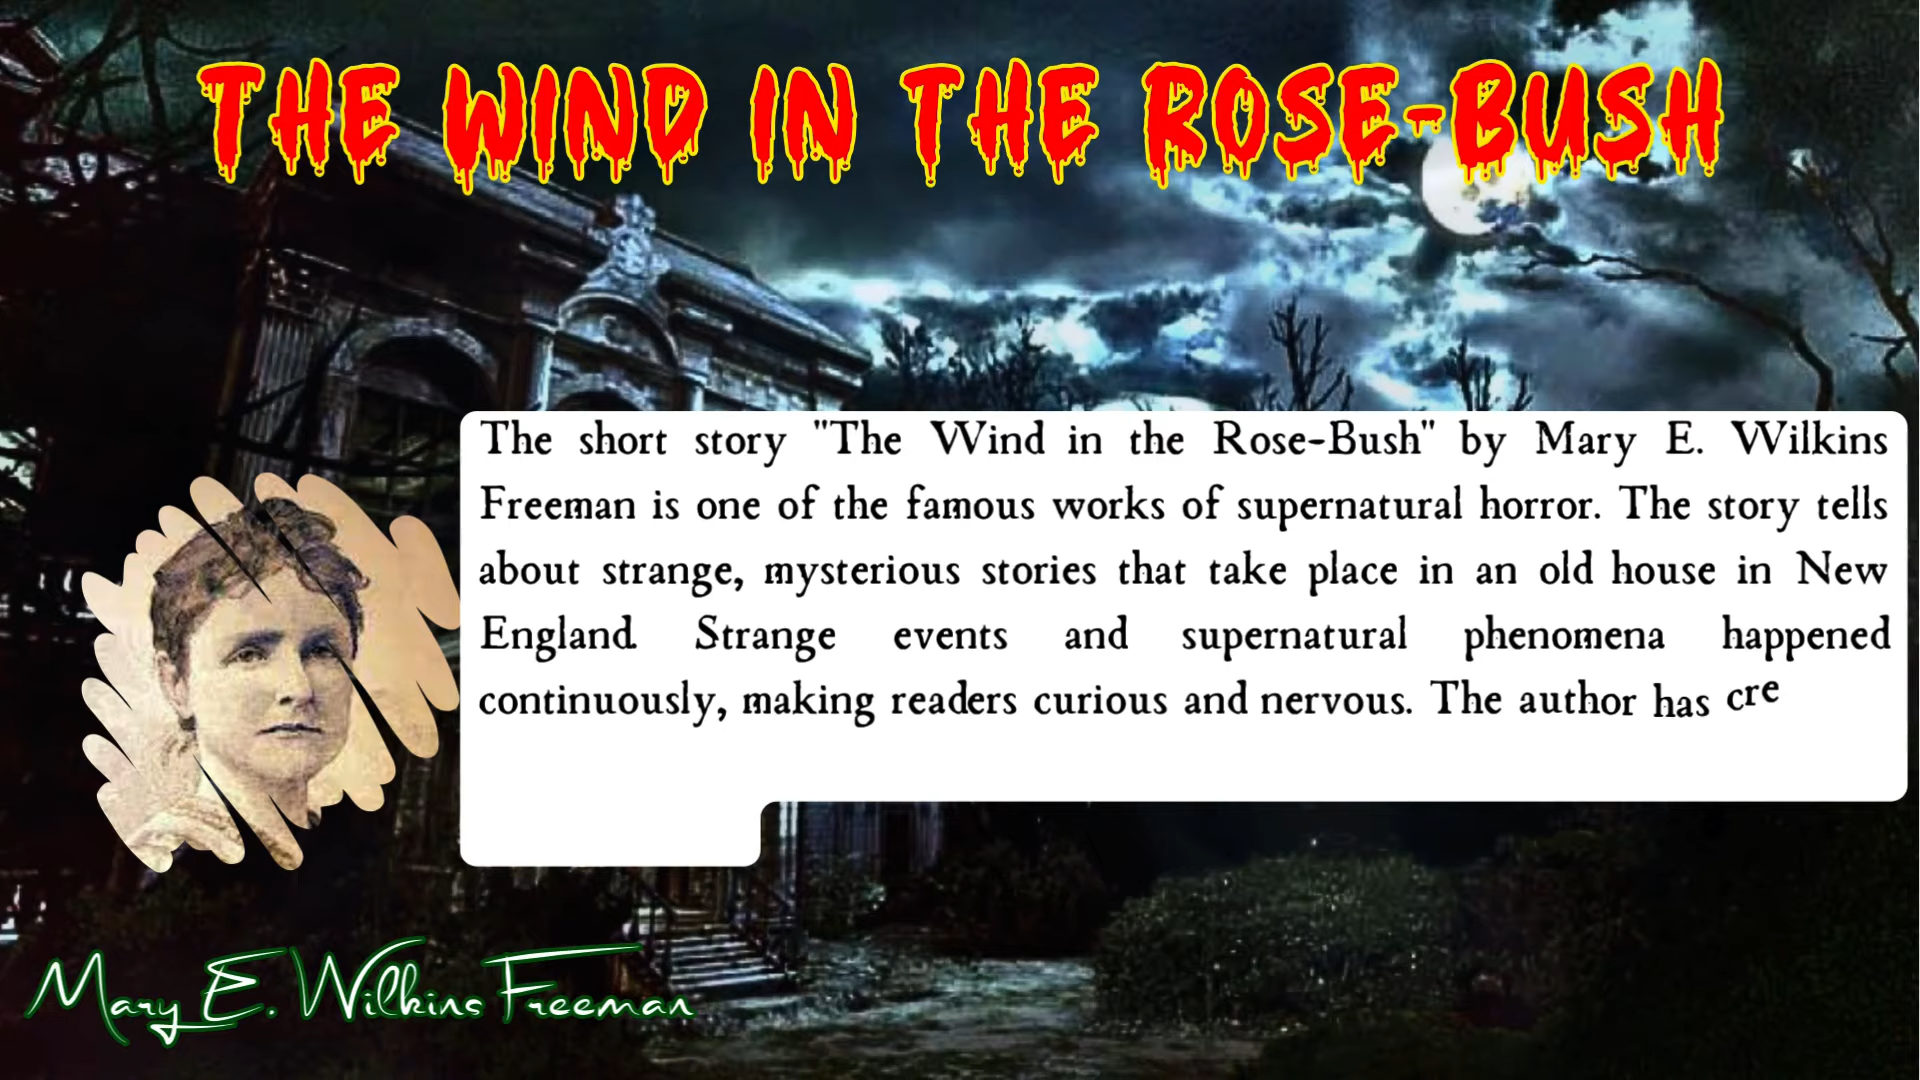 THE WIND IN THE ROSE-BUSH
The short story "The Wind in the Rose-Bush" by Mary E. Wilkins
Freeman is one of the famous works of supernatural horror. The story tells
about strange, mysterious stories that take place in an old house in New
England. Strange events and supernatural phenomena happened
continuously, making readers curious and nervous. The author has cre
Mary E. Wilkins Freeman